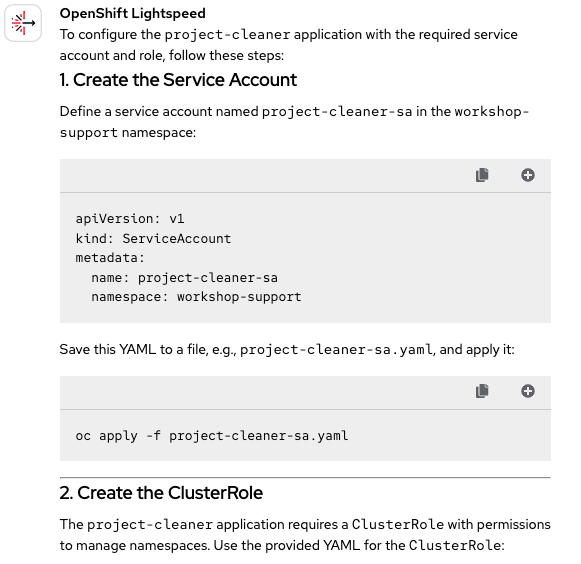 OpenShift Lightspeed
To configure the project-cleaner application with the required service
account and role, follow these steps:
1. Create the Service Account
Define a service account named project-cleaner-sa in the workshop-
support namespace:
apiVersion: v1
kind: ServiceAccount
metadata:
  name: project-cleaner-sa
  namespace: workshop-support
Save this YAML to a file, e.g., project-cleaner-sa.yaml, and apply it:
oc apply -f project-cleaner-sa.yaml
2. Create the ClusterRole
The project-cleaner application requires a ClusterRole with permissions
to manage namespaces. Use the provided YAML for the ClusterRole: